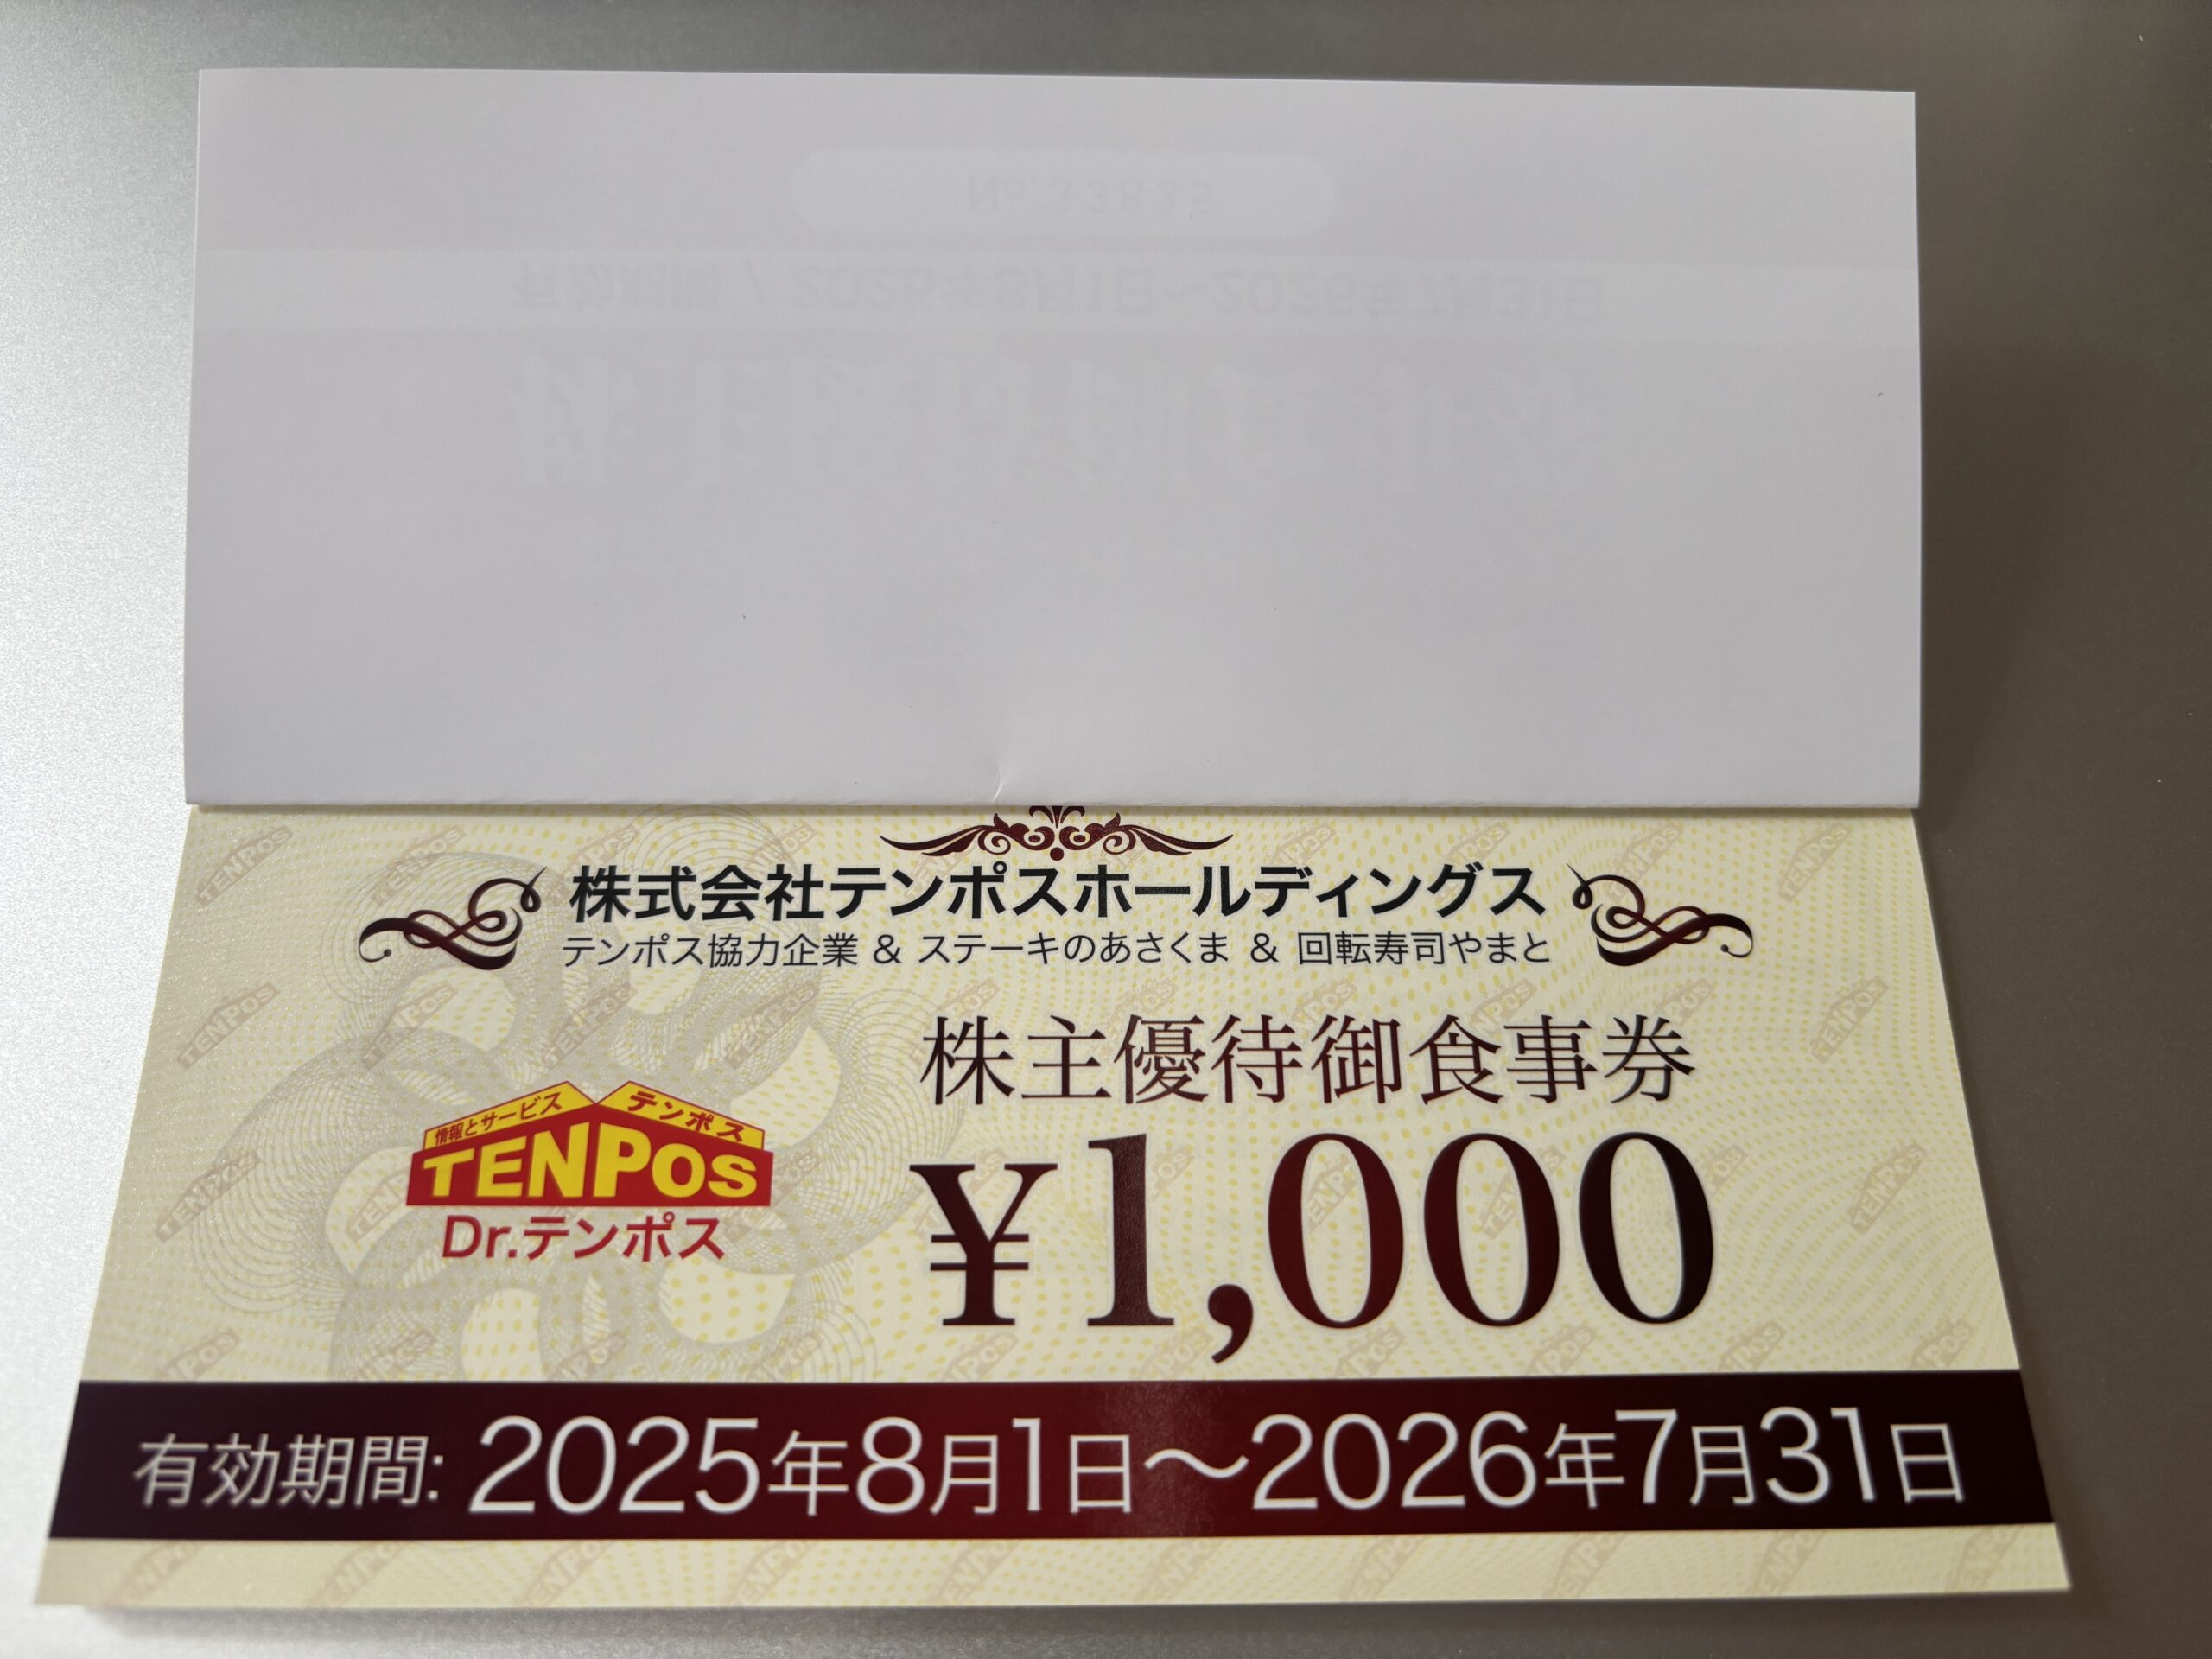 株式会社テンポスホールディングス
テンポス協力企業 & ステーキのあさくま & 回転寿司やまと
株主優待御食事券
¥1,000
情報とサービス テンポス
TENPOS
Dr.テンポス
有効期間: 2025年8月1日〜2026年7月31日